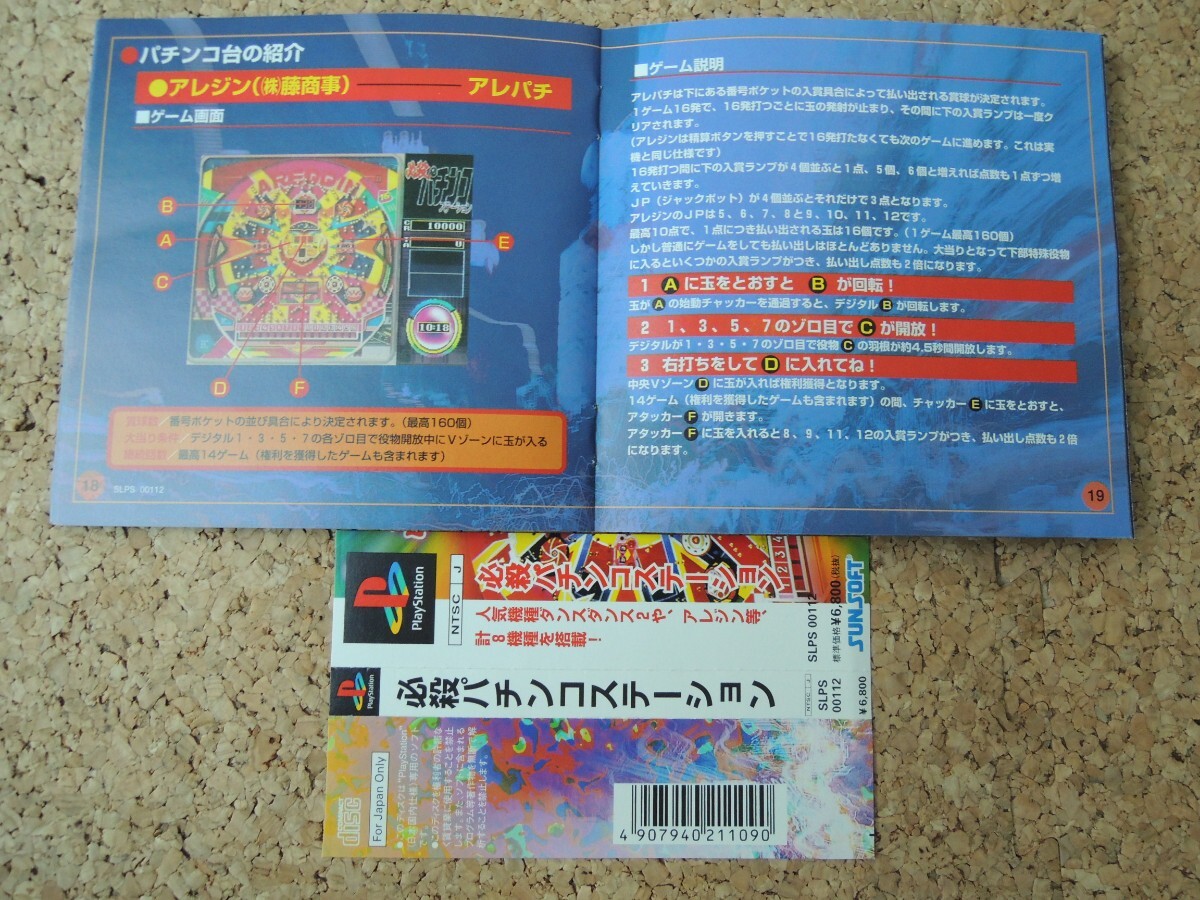 ●パチンコ台の紹介
●アレジン(㈱藤商事) アレパチ
■ゲーム画面
B
A
C
E
D
F
10000
0
10:18
賞球数／番号ポケットの並び具合により決定されます。(最高160個)
大当り条件／デジタル1・3・5・7の各ゾロ目で役物開放中にVゾーンに玉が入る
継続回数／最高14ゲーム(権利を獲得したゲームも含まれます)
18
SLPS-00112
■ゲーム説明
アレパチは下にある番号ポケットの入賞具合によって払い出される賞球が決定されます。
1ゲーム16発で、16発打つごとに玉の発射が止まり、その間に下の入賞ランプは一度ク
リアされます。
(アレジンは精算ボタンを押すことで16発打たなくても次のゲームに進めます。これは実
機と同じ仕様です)
16発打つ間に下の入賞ランプが4個並ぶと1点、5個、6個と増えれば点数も1点ずつ増
えていきます。
JP(ジャックポット)が4個並ぶとそれだけで3点となります。
アレジンのJPは5、6、7、8と9、10、11、12です。
最高10点で、1点につき払い出される玉は16個です。(1ゲーム最高160個)
しかし普通にゲームをしても払い出しはほとんどありません。大当りとなって下部特殊役物
に入るといくつかの入賞ランプがつき、払い出し点数も2倍になります。
1 Aに玉をとおすと Bが回転!
玉がAの始動チャッカーを通過すると、デジタルBが回転します。
2 1、3、5、7のゾロ目でCが開放!
デジタルが1・3・5・7のゾロ目で役物Cの羽根が約4.5秒間開放します。
3 右打ちをしてDに入れてね!
中央VゾーンDに玉が入れば権利獲得となります。
14ゲーム(権利を獲得したゲームも含まれます)の間、チャッカーEに玉をとおすと、
アタッカーFが開きます。
アタッカーFに玉を入れると8、9、11、12の入賞ランプがつき、払い出し点数も2倍
になります。
19
PlayStation
NTSC J
必殺パチンコステーション
人気機種ダンスダンス2や、アレジン等、
計8機種を搭載!
SLPS 00112
標準価格¥6,800(税抜)
SUNSOFT
PlayStation
必殺パチンコステーション
NTSC J
SLPS
00112
¥6,800
disc
For Japan Only
●このディスクは"PlayStation"
(日本国内仕様)専用のソフト
です。
4 907940 211090